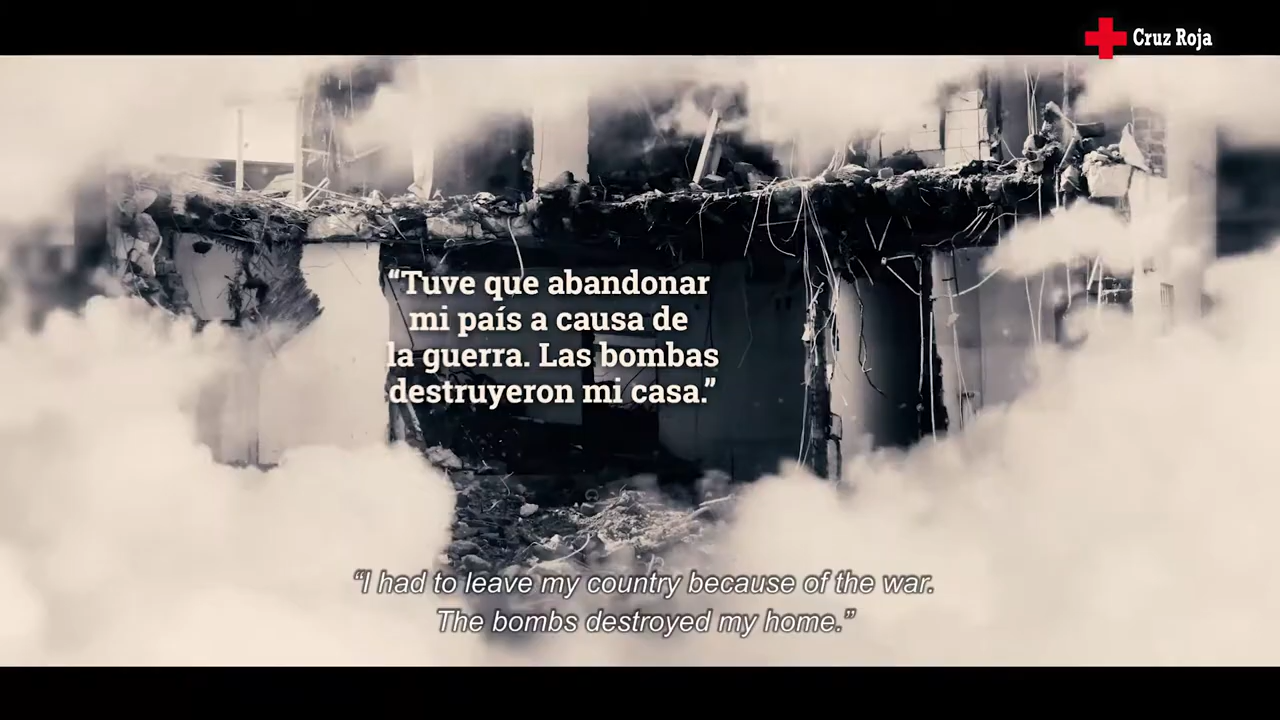 Cruz Roja
“Tuve que abandonar
mi país a causa de
la guerra. Las bombas
destruyeron mi casa.”
“I had to leave my country because of the war.
The bombs destroyed my home.”